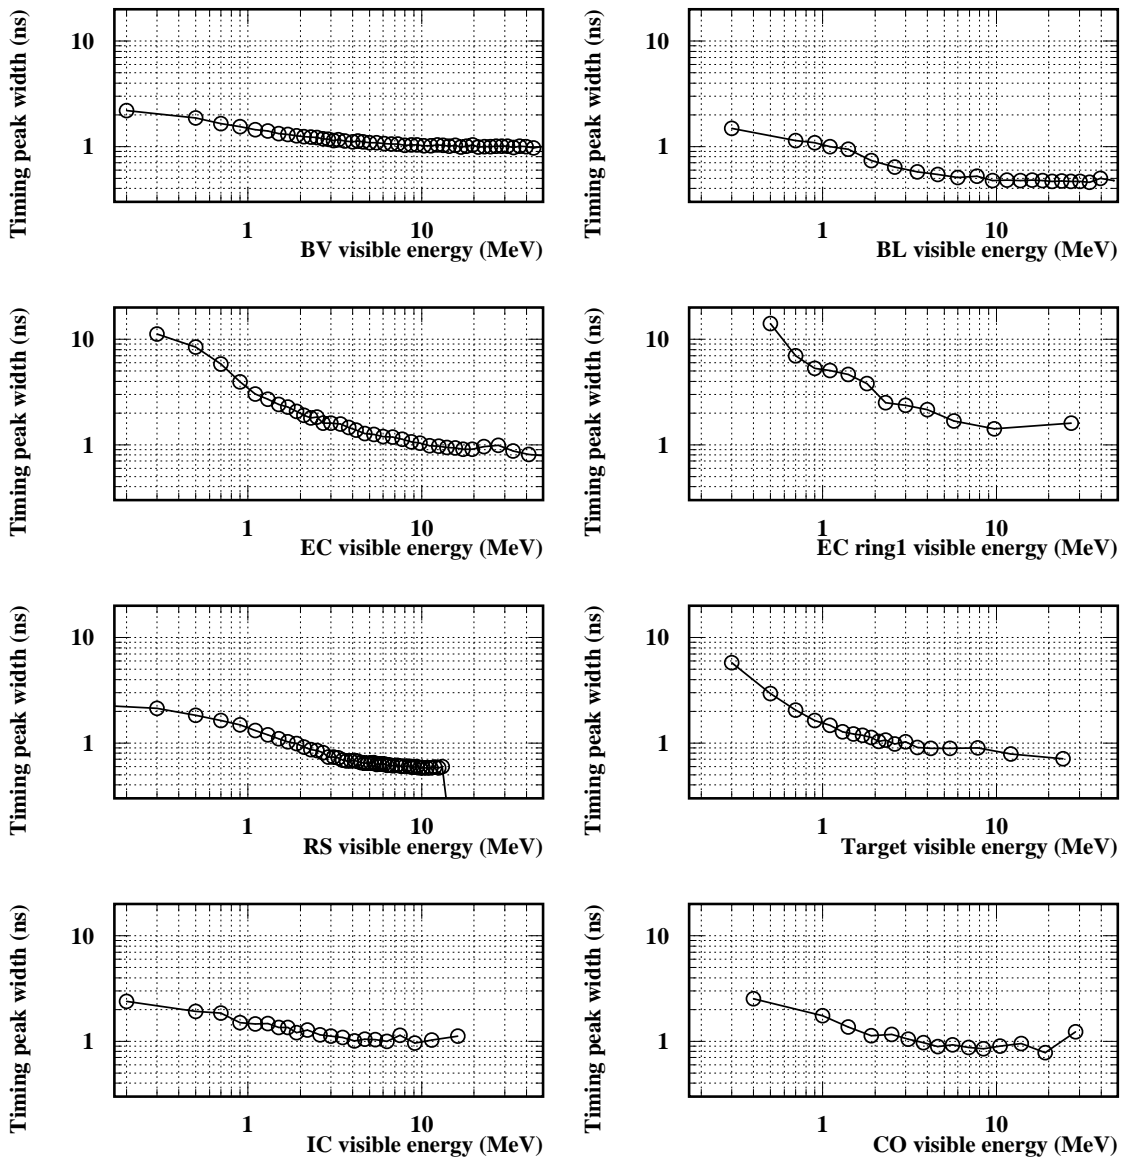 Timing peak width (ns)
10
1
1 10
BV visible energy (MeV)
Timing peak width (ns)
10
1
1 10
BL visible energy (MeV)
Timing peak width (ns)
10
1
1 10
EC visible energy (MeV)
Timing peak width (ns)
10
1
1 10
EC ring1 visible energy (MeV)
Timing peak width (ns)
10
1
1 10
RS visible energy (MeV)
Timing peak width (ns)
10
1
1 10
Target visible energy (MeV)
Timing peak width (ns)
10
1
1 10
IC visible energy (MeV)
Timing peak width (ns)
10
1
1 10
CO visible energy (MeV)